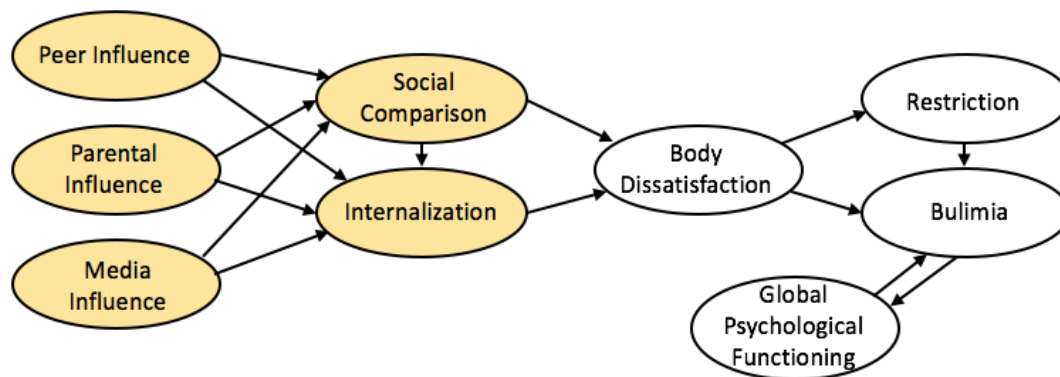 Peer Influence
Parental
Influence
Media
Influence
Social
Comparison
Internalization
Body
Dissatisfaction
Restriction
Bulimia
Global
Psychological
Functioning